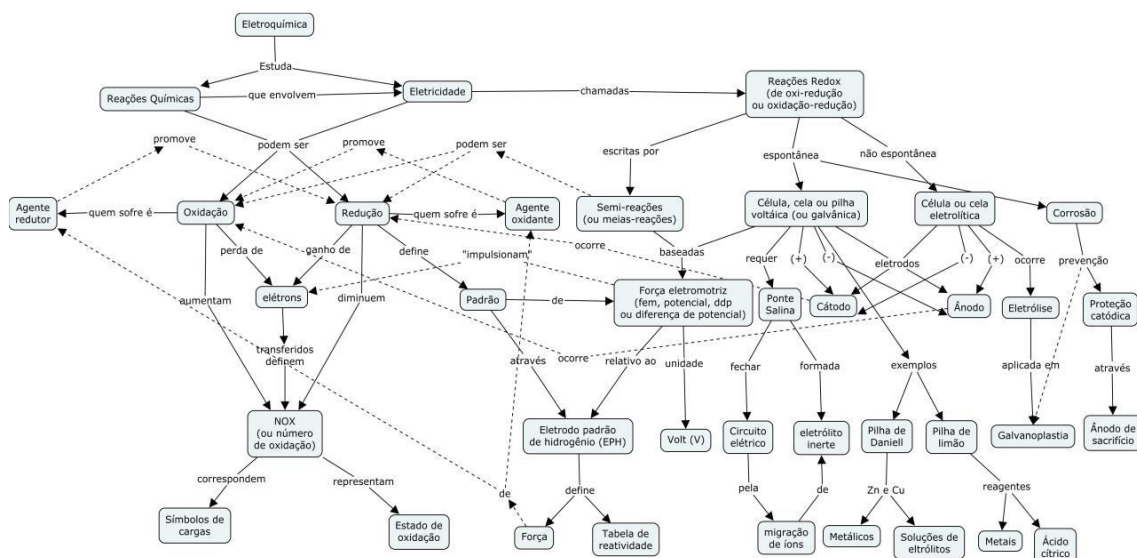 Eletroquímica
Estuda
Reações Químicas
que envolvem
Eletricidade
chamadas
Reações Redox
(de oxi-redução
ou oxidação-redução)
promove
podem ser
promove
podem ser
escritas por
espontânea
não espontânea
Agente
redutor
quem sofre é
Oxidação
Redução
quem sofre é
Agente
oxidante
Semi-reações
(ou meias-reações)
Célula, cela ou pilha
voltáica (ou galvânica)
Célula ou cela
eletrolítica
Corrosão
perda de
ganho de
define
ocorre
"impulsionam"
baseadas
requer
(+)
(-)
eletrodos
(-)
(+)
ocorre
prevenção
aumentam
elétrons
diminuem
Padrão
de
Força eletromotriz
(fem, potencial, ddp
ou diferença de potencial)
Ponte
Salina
Cátodo
Ânodo
Eletrólise
Proteção
catódica
transferidos
definem
ocorre
através
relativo ao
unidade
fechar
formada
exemplos
aplicada em
através
NOX
(ou número
de oxidação)
Eletrodo padrão
de hidrogênio (EPH)
Volt (V)
Circuito
elétrico
eletrólito
inerte
Pilha de
Daniell
Pilha de
limão
Galvanoplastia
Ânodo de
sacrifício
correspondem
representam
de
define
pela
de
Zn e Cu
reagentes
Símbolos de
cargas
Estado de
oxidação
Força
Tabela de
reatividade
migração
de íons
Metálicos
Soluções de
eltrólitos
Metais
Ácido
cítrico